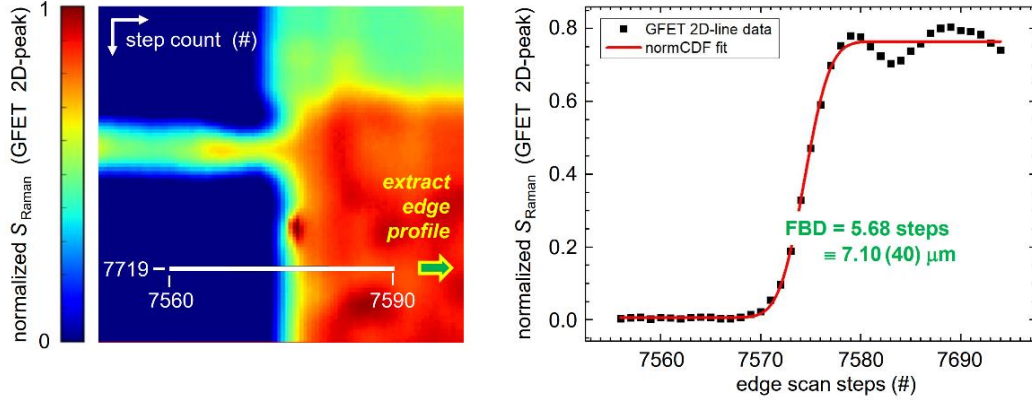 normalized S_Raman (GFET 2D-peak)
1
0
step count (#)
extract
edge
profile
7719
7560
7590
normalized S_Raman (GFET 2D-peak)
0.8
0.6
0.4
0.2
0.0
GFET 2D-line data
normCDF fit
FBD = 5.68 steps
≡ 7.10 (40) μm
7560
7570
7580
7690
edge scan steps (#)